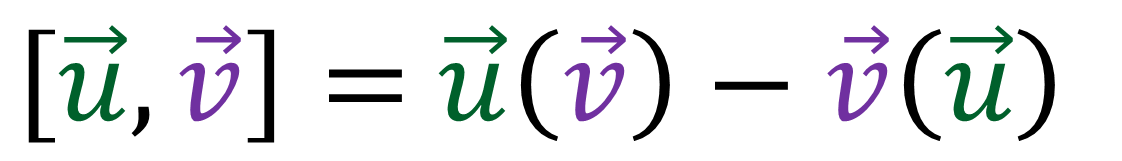 [u⃗, v⃗] = u⃗(v⃗) − v⃗(u⃗)